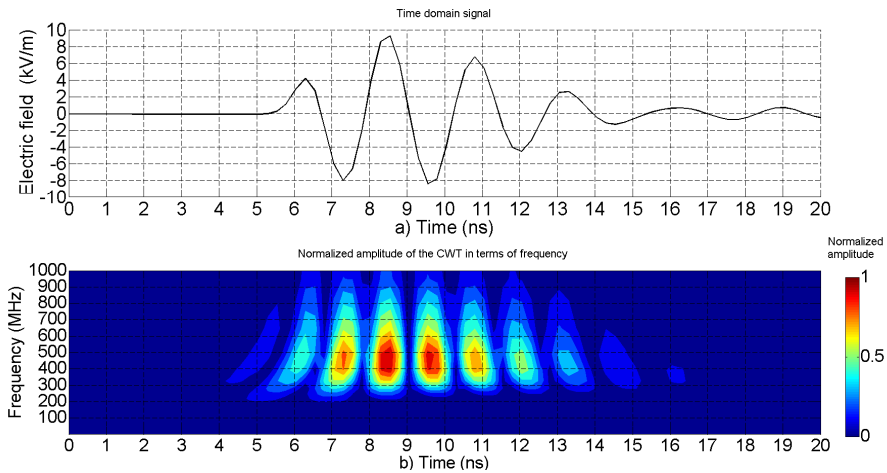 Time domain signal
Electric field (kV/m)
10
8
6
4
2
0
-2
-4
-6
-8
-10
0 1 2 3 4 5 6 7 8 9 10 11 12 13 14 15 16 17 18 19 20
a) Time (ns)
Normalized amplitude of the CWT in terms of frequency
Normalized
amplitude
Frequency (MHz)
1000
900
800
700
600
500
400
300
200
100
0 1 2 3 4 5 6 7 8 9 10 11 12 13 14 15 16 17 18 19 20
b) Time (ns)
1
0.5
0